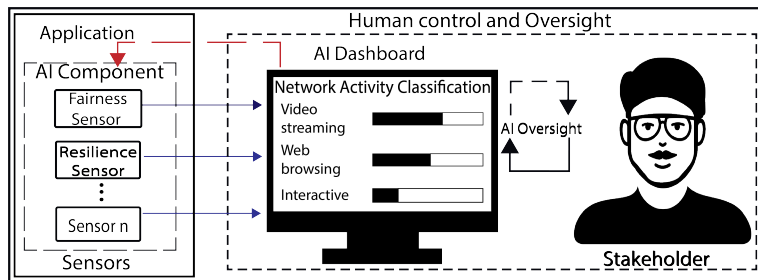 Human control and Oversight
Application
AI Dashboard
AI Component
Fairness
Sensor
Resilience
Sensor
Sensor n
Sensors
Network Activity Classification
Video
streaming
Web
browsing
Interactive
AI Oversight
Stakeholder